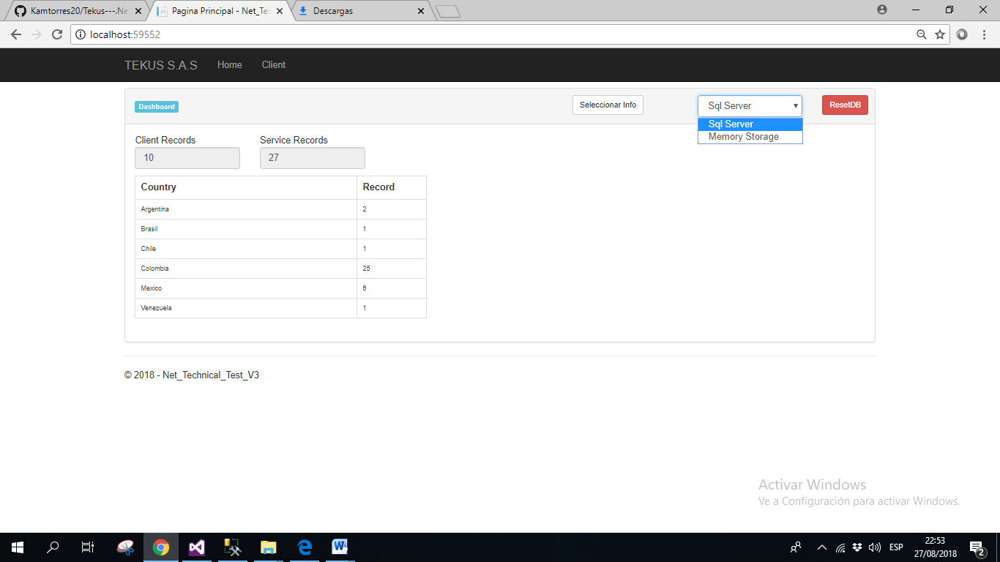 Kamtorres20/Tekus---.Ne
Pagina Principal - Net_Tec
Descargas
localhost:59552
TEKUS S.A.S Home Client
Dashboard Seleccionar Info Sql Server ResetDB
Sql Server
Memory Storage
Client Records Service Records
10 27
Country Record
Argentina 2
Brasil 1
Chile 1
Colombia 25
Mexico 6
Venezuela 1
© 2018 - Net_Technical_Test_V3
Activar Windows
Ve a Configuración para activar Windows.
ESP
22:53
27/08/2018
2